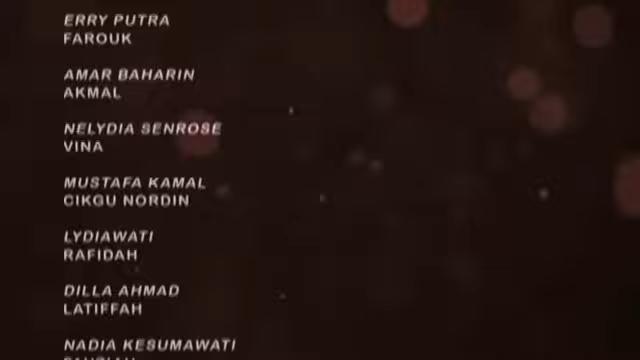 ERRY PUTRA
FAROUK
AMAR BAHARIN
AKMAL
NELYDIA SENROSE
VINA
MUSTAFA KAMAL
CIKGU NORDIN
LYDIAWATI
RAFIDAH
DILLA AHMAD
LATIFFAH
NADIA KESUMAWATI